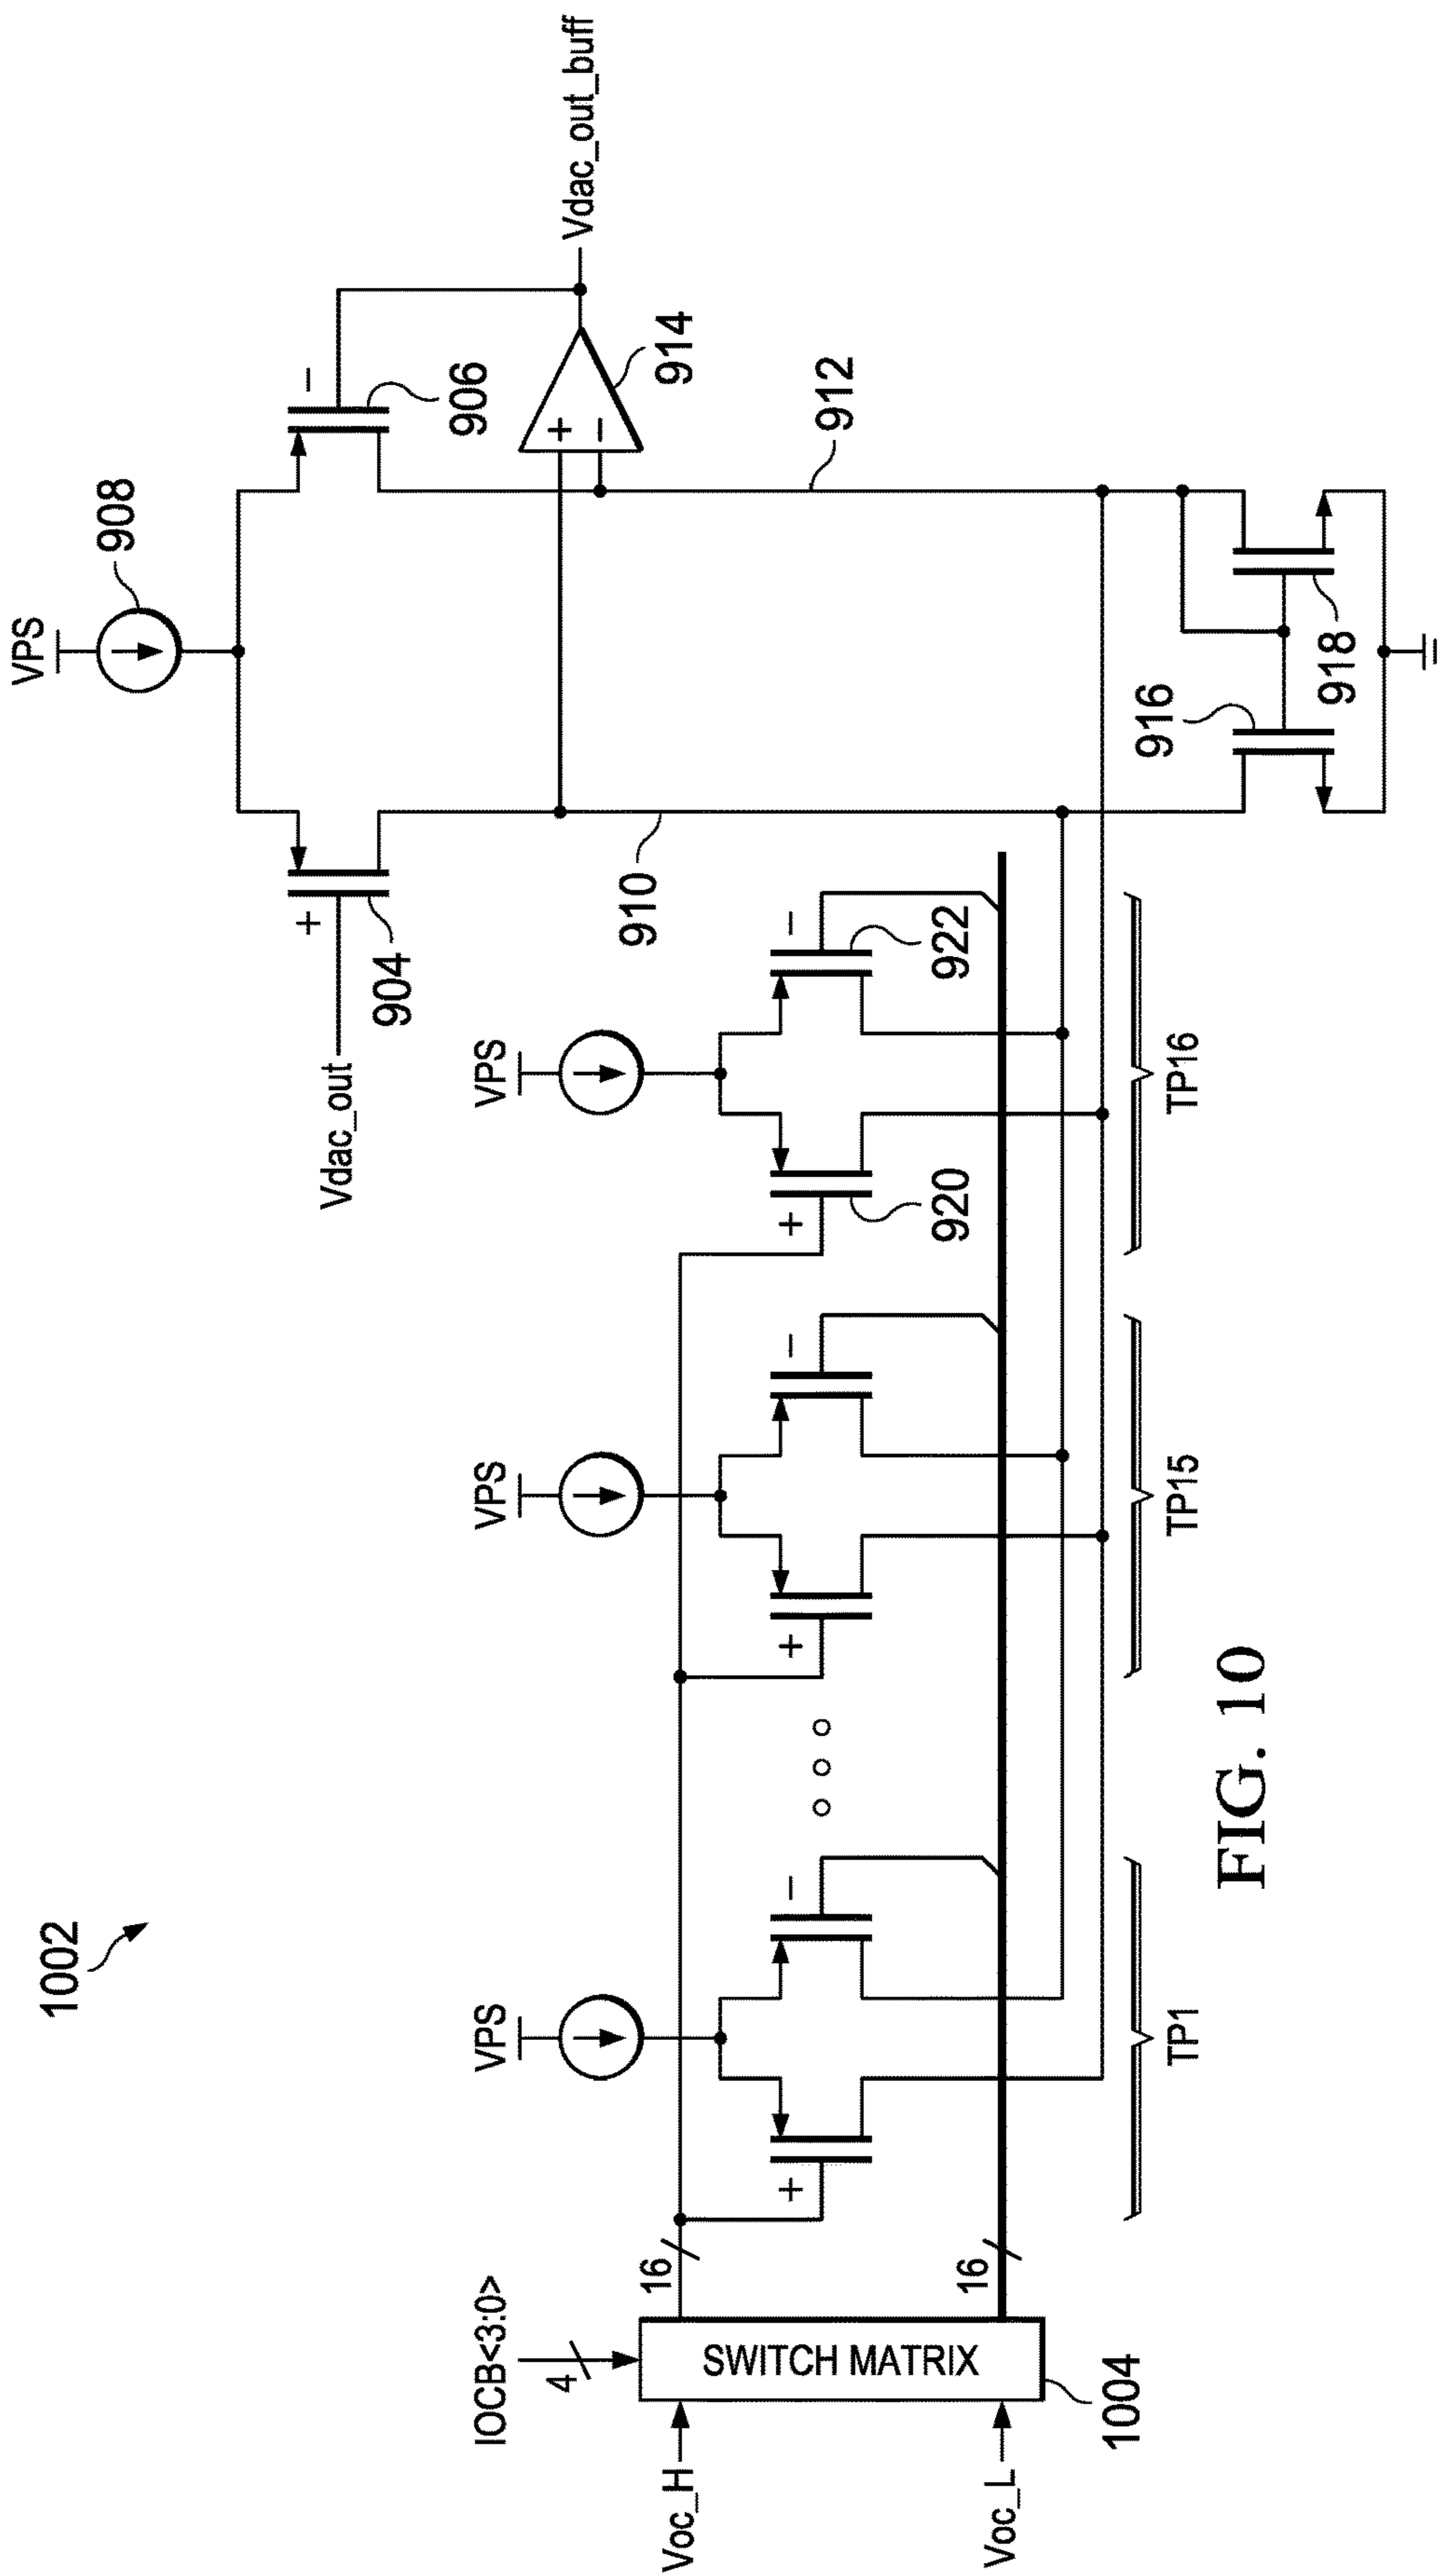 1002
VPS
908
Vdac_out
+
904
-
906
Vdac_out_buff
+
-
914
910
912
IOCB<3:0>
4
Voc_H
Voc_L
SWITCH MATRIX
1004
16
16
VPS
+
-
TP1
VPS
+
-
TP15
VPS
+
920
-
922
TP16
916
918
FIG. 10